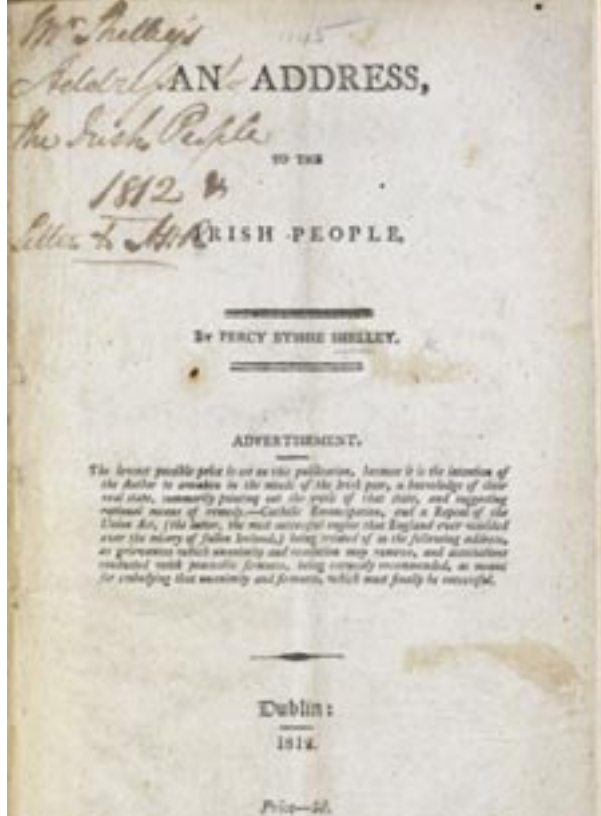 Mr Shelley's
Address to
the Irish People
1812 &
Letter to
AN ADDRESS,
TO THE
IRISH PEOPLE,
By PERCY BYSSHE SHELLEY.
ADVERTISEMENT.
The lowest possible price is set on this publication, because it is the intention of
the Author to awaken in the minds of the Irish poor, a knowledge of their
real state, summarily pointing out the evils of that state, and suggesting
rational means of remedy.—Catholic Emancipation, and a Repeal of the
Union Act, (the latter, the most successful engine that England ever wielded
over the misery of fallen Ireland,) being treated of in the following address,
as grievances which unanimity and resolution may remove, and associations
conducted with peaceable firmness, being earnestly recommended, as means
for embodying that unanimity and firmness, which must finally be successful.
Dublin:
1812.
Price—5d.